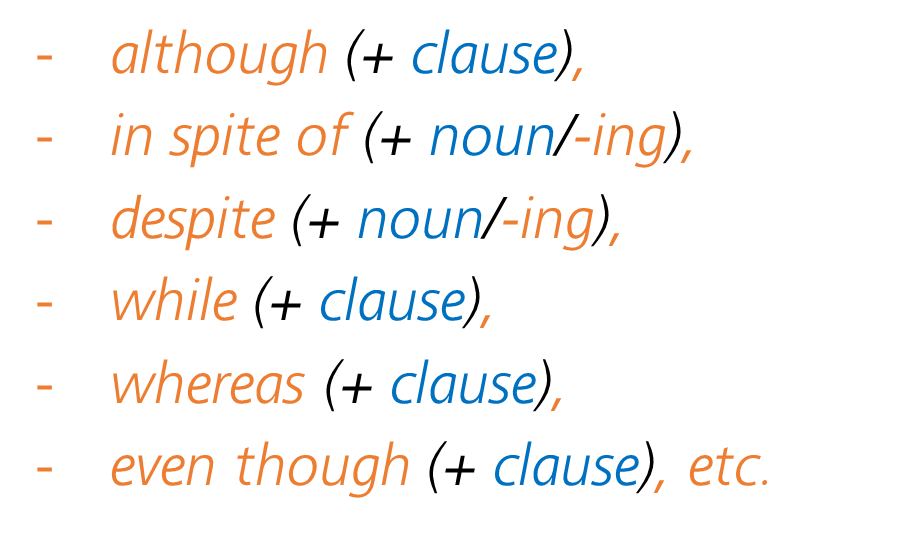 - although (+ clause),
- in spite of (+ noun/-ing),
- despite (+ noun/-ing),
- while (+ clause),
- whereas (+ clause),
- even though (+ clause), etc.